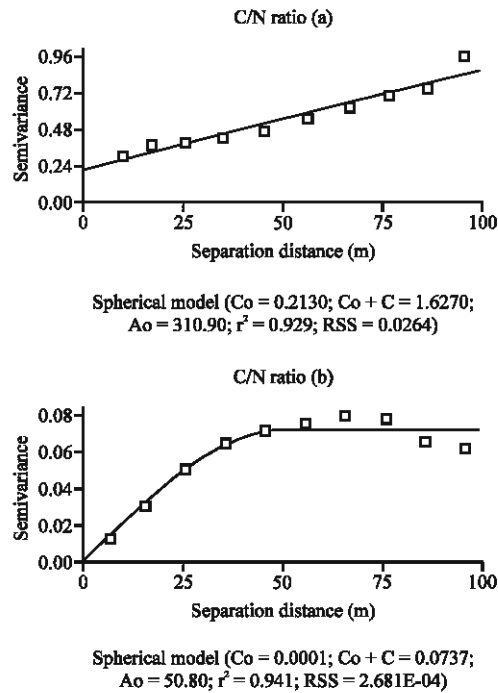 C/N ratio (a)
0.96
0.72
0.48
0.24
0.00
Semivariance
0 25 50 75 100
Separation distance (m)
Spherical model (Co = 0.2130; Co + C = 1.6270;
Ao = 310.90; r² = 0.929; RSS = 0.0264)
C/N ratio (b)
0.08
0.06
0.04
0.02
0.00
Semivariance
0 25 50 75 100
Separation distance (m)
Spherical model (Co = 0.0001; Co + C = 0.0737;
Ao = 50.80; r² = 0.941; RSS = 2.681E-04)